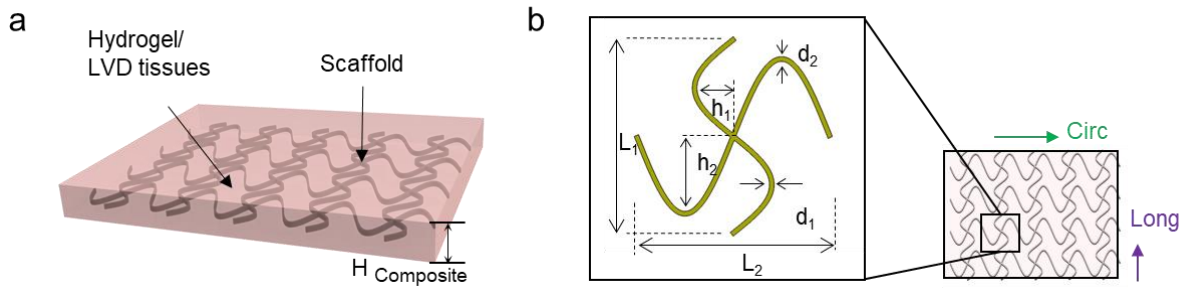 a
Hydrogel/
LVD tissues
Scaffold
H Composite
b
d₂
h₁
L₁
h₂
d₁
L₂
Circ
Long